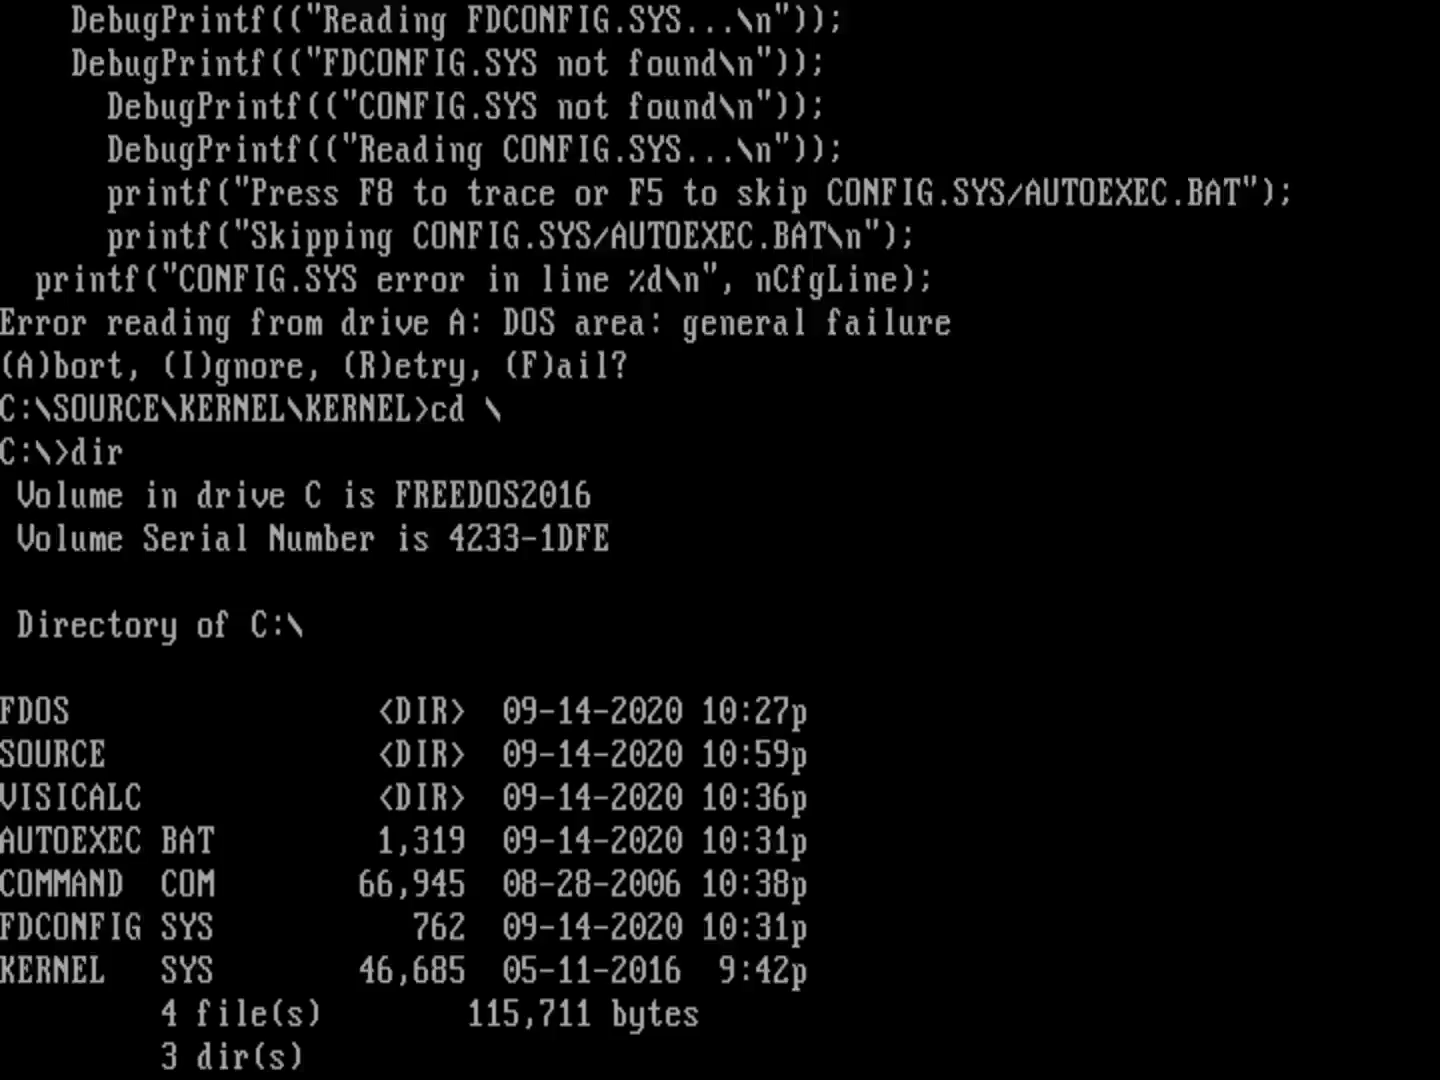 DebugPrintf(("Reading FDCONFIG.SYS...\n"));
DebugPrintf(("FDCONFIG.SYS not found\n"));
DebugPrintf(("CONFIG.SYS not found\n"));
DebugPrintf(("Reading CONFIG.SYS...\n"));
printf("Press F8 to trace or F5 to skip CONFIG.SYS/AUTOEXEC.BAT");
printf("Skipping CONFIG.SYS/AUTOEXEC.BAT\n");
printf("CONFIG.SYS error in line %d\n", nCfgLine);
Error reading from drive A: DOS area: general failure
(A)bort, (I)gnore, (R)etry, (F)ail?
C:\SOURCE\KERNEL\KERNEL>cd \
C:\>dir
Volume in drive C is FREEDOS2016
Volume Serial Number is 4233-1DFE
Directory of C:\
FDOS <DIR> 09-14-2020 10:27p
SOURCE <DIR> 09-14-2020 10:59p
VISICALC <DIR> 09-14-2020 10:36p
AUTOEXEC BAT 1,319 09-14-2020 10:31p
COMMAND COM 66,945 08-28-2006 10:38p
FDCONFIG SYS 762 09-14-2020 10:31p
KERNEL SYS 46,685 05-11-2016 9:42p
4 file(s) 115,711 bytes
3 dir(s)